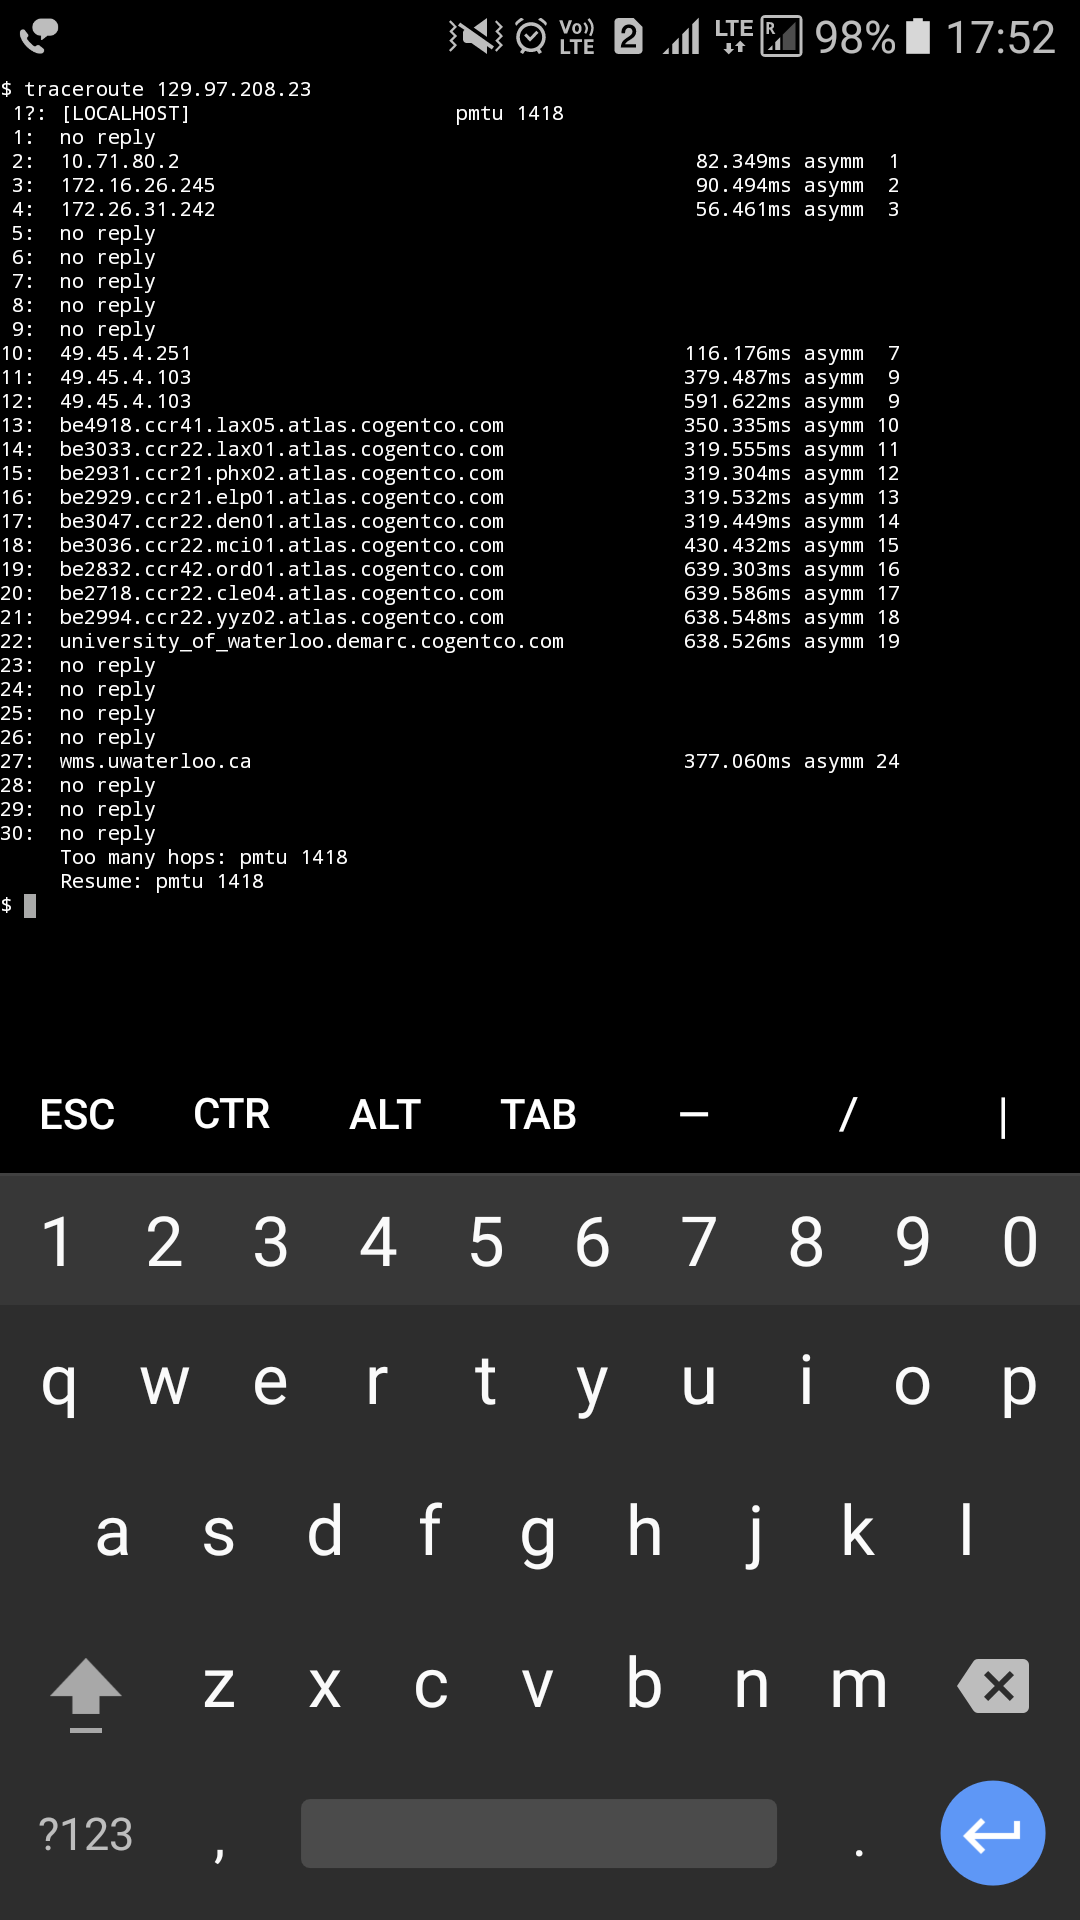 Vo)) LTE 2 LTE R 98% 17:52
$ traceroute 129.97.208.23
1?: [LOCALHOST] pmtu 1418
1: no reply
2: 10.71.80.2 82.349ms asymm 1
3: 172.16.26.245 90.494ms asymm 2
4: 172.26.31.242 56.461ms asymm 3
5: no reply
6: no reply
7: no reply
8: no reply
9: no reply
10: 49.45.4.251 116.176ms asymm 7
11: 49.45.4.103 379.487ms asymm 9
12: 49.45.4.103 591.622ms asymm 9
13: be4918.ccr41.lax05.atlas.cogentco.com 350.335ms asymm 10
14: be3033.ccr22.lax01.atlas.cogentco.com 319.555ms asymm 11
15: be2931.ccr21.phx02.atlas.cogentco.com 319.304ms asymm 12
16: be2929.ccr21.elp01.atlas.cogentco.com 319.532ms asymm 13
17: be3047.ccr22.den01.atlas.cogentco.com 319.449ms asymm 14
18: be3036.ccr22.mci01.atlas.cogentco.com 430.432ms asymm 15
19: be2832.ccr42.ord01.atlas.cogentco.com 639.303ms asymm 16
20: be2718.ccr22.cle04.atlas.cogentco.com 639.586ms asymm 17
21: be2994.ccr22.yyz02.atlas.cogentco.com 638.548ms asymm 18
22: university_of_waterloo.demarc.cogentco.com 638.526ms asymm 19
23: no reply
24: no reply
25: no reply
26: no reply
27: wms.uwaterloo.ca 377.060ms asymm 24
28: no reply
29: no reply
30: no reply
Too many hops: pmtu 1418
Resume: pmtu 1418
$
ESC CTR ALT TAB – / |
1 2 3 4 5 6 7 8 9 0
q w e r t y u i o p
a s d f g h j k l
z x c v b n m
?123 , .